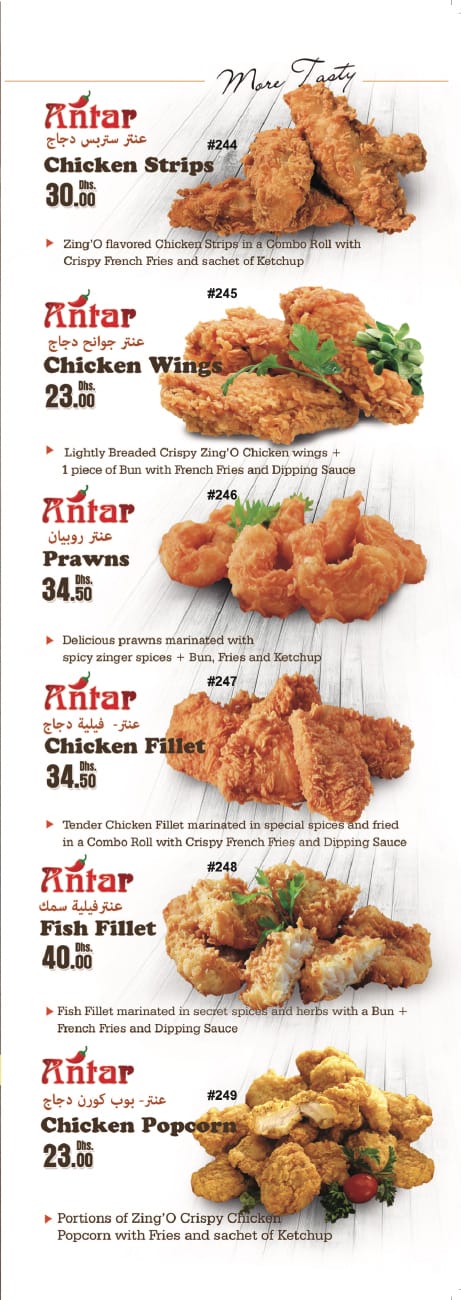 More Tasty
Antar
عنتر ستربس دجاج
#244
Chicken Strips
30.00 Dhs.
Zing'O flavored Chicken Strips in a Combo Roll with
Crispy French Fries and sachet of Ketchup
#245
Antar
عنتر جوانح دجاج
Chicken Wings
23.00 Dhs.
Lightly Breaded Crispy Zing'O Chicken wings +
1 piece of Bun with French Fries and Dipping Sauce
#246
Antar
عنتر روبيان
Prawns
34.50 Dhs.
Delicious prawns marinated with
spicy zinger spices + Bun, Fries and Ketchup
#247
Antar
عنتر- فيلية دجاج
Chicken Fillet
34.50 Dhs.
Tender Chicken Fillet marinated in special spices and fried
in a Combo Roll with Crispy French Fries and Dipping Sauce
#248
Antar
عنتر فيلية سمك
Fish Fillet
40.00 Dhs.
Fish Fillet marinated in secret spices and herbs with a Bun +
French Fries and Dipping Sauce
Antar
#249
عنتر- بوب كورن دجاج
Chicken Popcorn
23.00 Dhs.
Portions of Zing'O Crispy Chicken
Popcorn with Fries and sachet of Ketchup